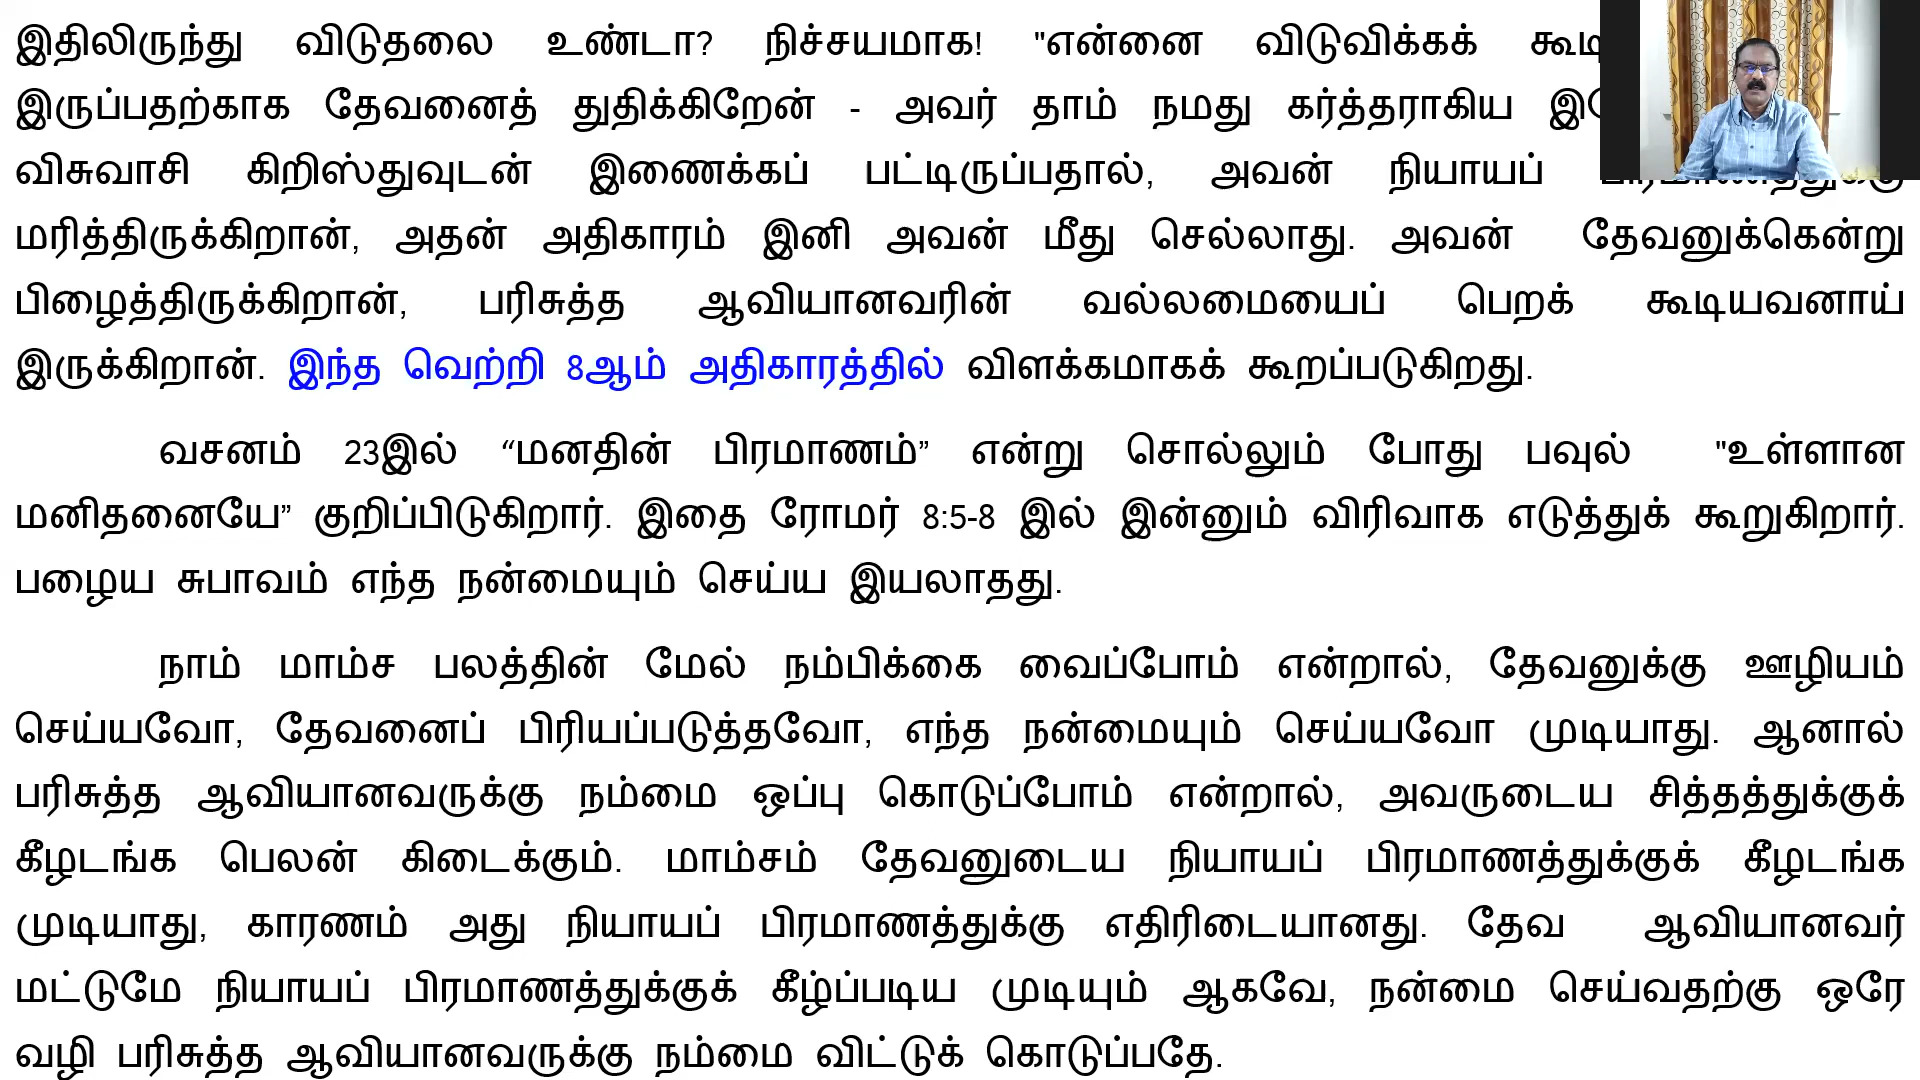 இதிலிருந்து விடுதலை உண்டா? நிச்சயமாக! "என்னை விடுவிக்கக்
இருப்பதற்காக தேவனைத் துதிக்கிறேன் - அவர் தாம் நமது கர்த்தராகிய
விசுவாசி கிறிஸ்துவுடன் இணைக்கப் பட்டிருப்பதால், அவன் நியாயப்
மரித்திருக்கிறான், அதன் அதிகாரம் இனி அவன் மீது செல்லாது. அவன் தேவனுக்கென்று
பிழைத்திருக்கிறான், பரிசுத்த ஆவியானவரின் வல்லமையைப் பெறக் கூடியவனாய்
இருக்கிறான். இந்த வெற்றி 8ஆம் அதிகாரத்தில் விளக்கமாகக் கூறப்படுகிறது.
வசனம் 23இல் “மனதின் பிரமாணம்” என்று சொல்லும் போது பவுல் "உள்ளான
மனிதனையே” குறிப்பிடுகிறார். இதை ரோமர் 8:5-8 இல் இன்னும் விரிவாக எடுத்துக் கூறுகிறார்.
பழைய சுபாவம் எந்த நன்மையும் செய்ய இயலாதது.
நாம் மாம்ச பலத்தின் மேல் நம்பிக்கை வைப்போம் என்றால், தேவனுக்கு ஊழியம்
செய்யவோ, தேவனைப் பிரியப்படுத்தவோ, எந்த நன்மையும் செய்யவோ முடியாது. ஆனால்
பரிசுத்த ஆவியானவருக்கு நம்மை ஒப்பு கொடுப்போம் என்றால், அவருடைய சித்தத்துக்குக்
கீழடங்க பெலன் கிடைக்கும். மாம்சம் தேவனுடைய நியாயப் பிரமாணத்துக்குக் கீழடங்க
முடியாது, காரணம் அது நியாயப் பிரமாணத்துக்கு எதிரிடையானது. தேவ ஆவியானவர்
மட்டுமே நியாயப் பிரமாணத்துக்குக் கீழ்ப்படிய முடியும் ஆகவே, நன்மை செய்வதற்கு ஒரே
வழி பரிசுத்த ஆவியானவருக்கு நம்மை விட்டுக் கொடுப்பதே.